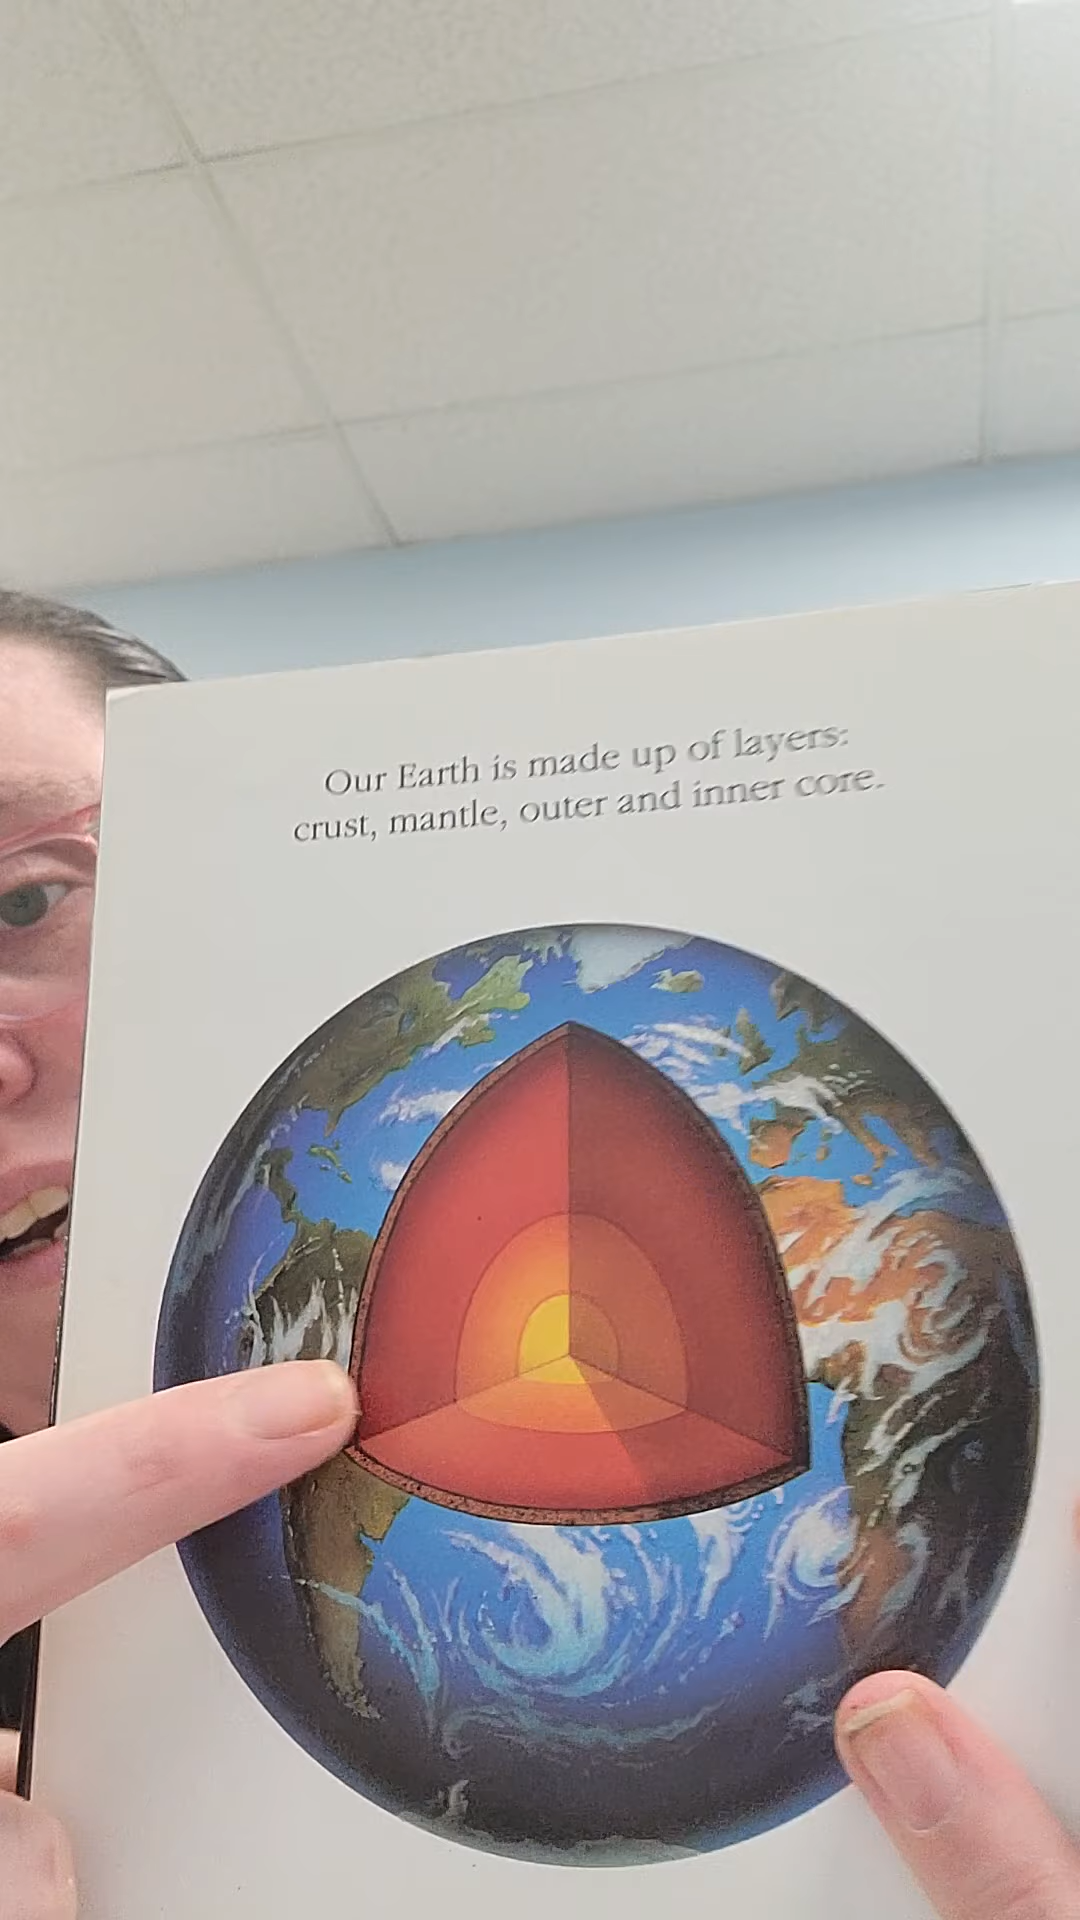 Our Earth is made up of layers:
crust, mantle, outer and inner core.